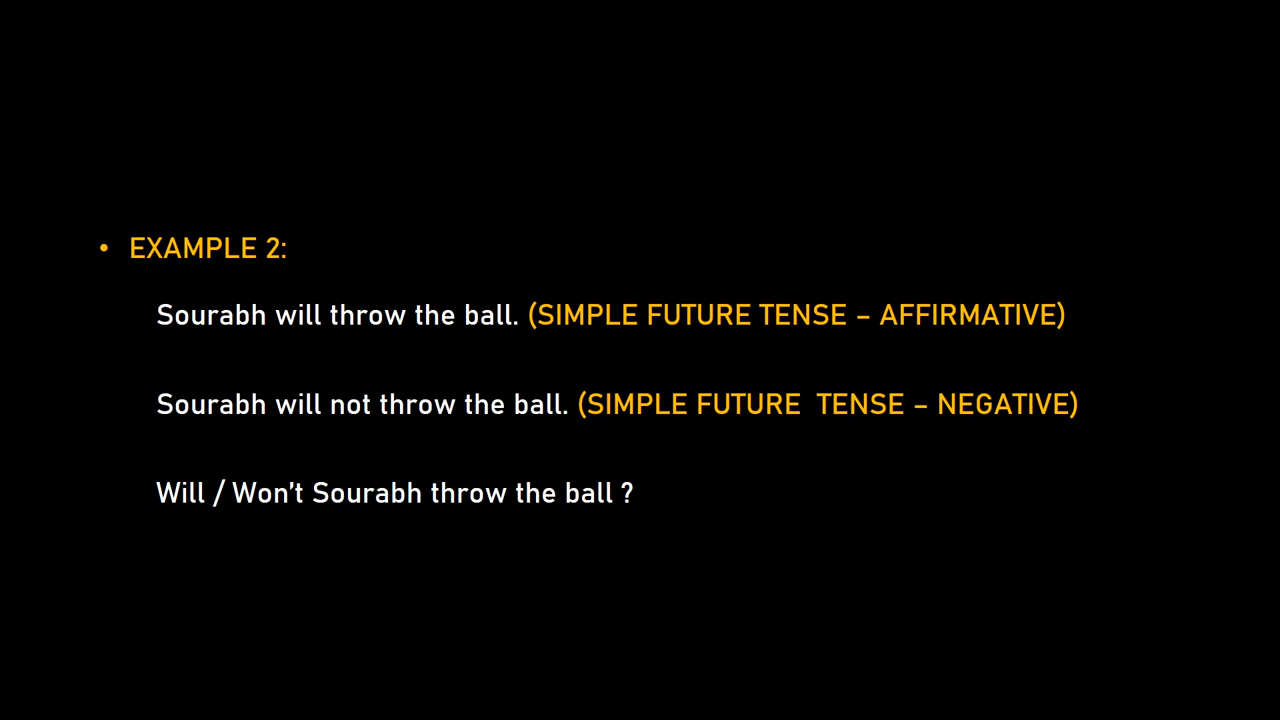 • EXAMPLE 2:
Sourabh will throw the ball. (SIMPLE FUTURE TENSE – AFFIRMATIVE)
Sourabh will not throw the ball. (SIMPLE FUTURE  TENSE – NEGATIVE)
Will / Won’t Sourabh throw the ball ?